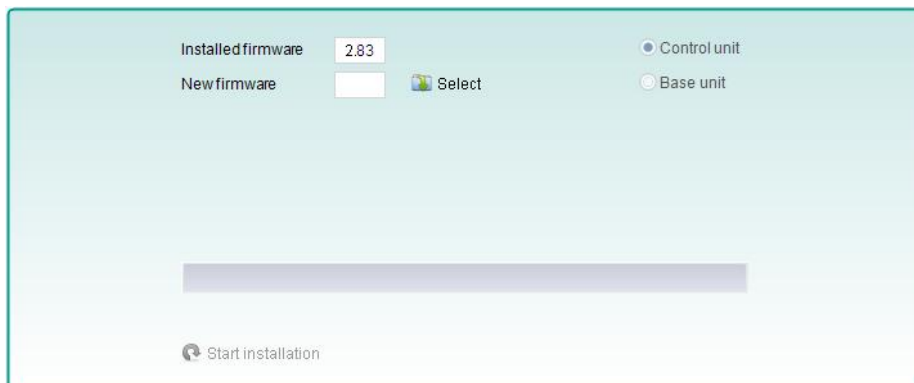 Installed firmware 2.83 Control unit
New firmware Select Base unit
Start installation